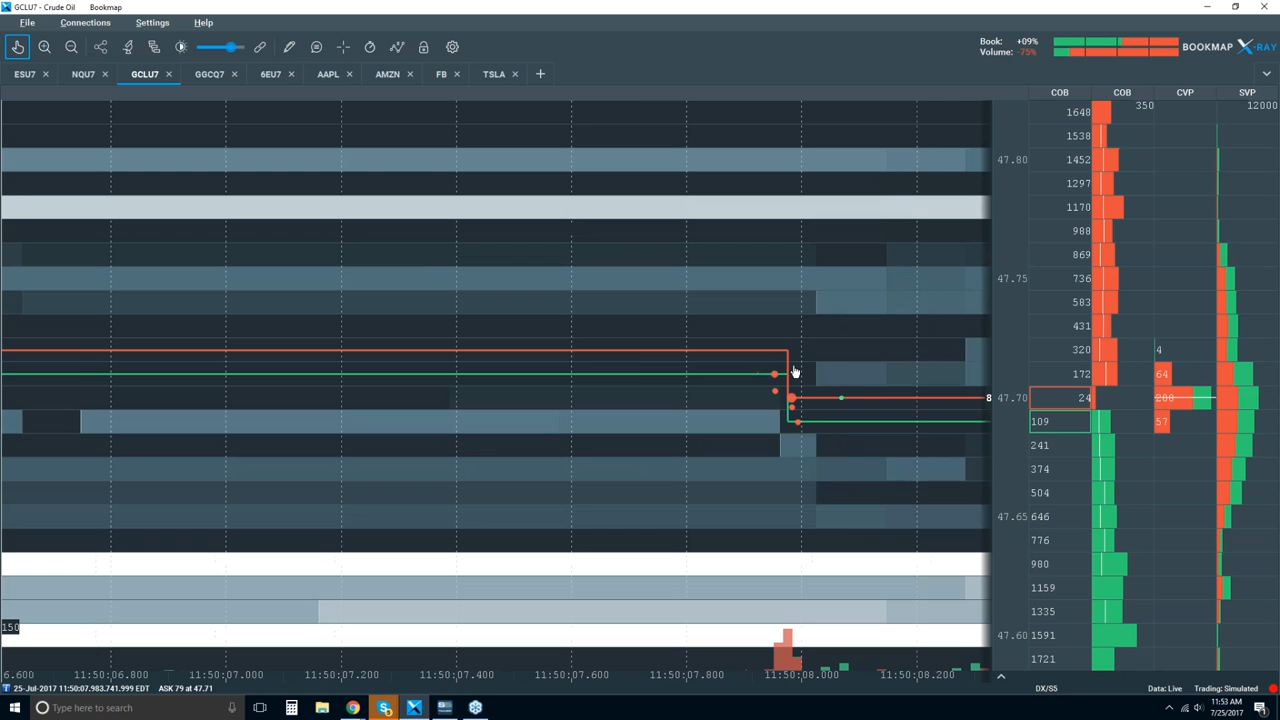 GCLU7 - Crude Oil Bookmap
File Connections Settings Help
Book: +09%
Volume: -75%
BOOKMAP X-RAY
ESU7 × NQU7 × GCLU7 × GGCQ7 × 6EU7 × AAPL × AMZN × FB × TSLA × +
COB COB CVP SVP
350 12000
1648
1538
47.80 1452
1297
1170
988
869
47.75 736
583
431
320 4
172 64
8 47.70 24 208
109 57
241
374
504
47.65 646
776
980
1159
1335
150 47.60 1591
1721
6.600 11:50:06.800 11:50:07.000 11:50:07.200 11:50:07.400 11:50:07.600 11:50:07.800 11:50:08.000 11:50:08.200
25-Jul-2017 11:50:07.983.741.999 EDT ASK 79 at 47.71 DX/S5 Data: Live Trading: Simulated
Type here to search
11:53 AM
7/25/2017
1